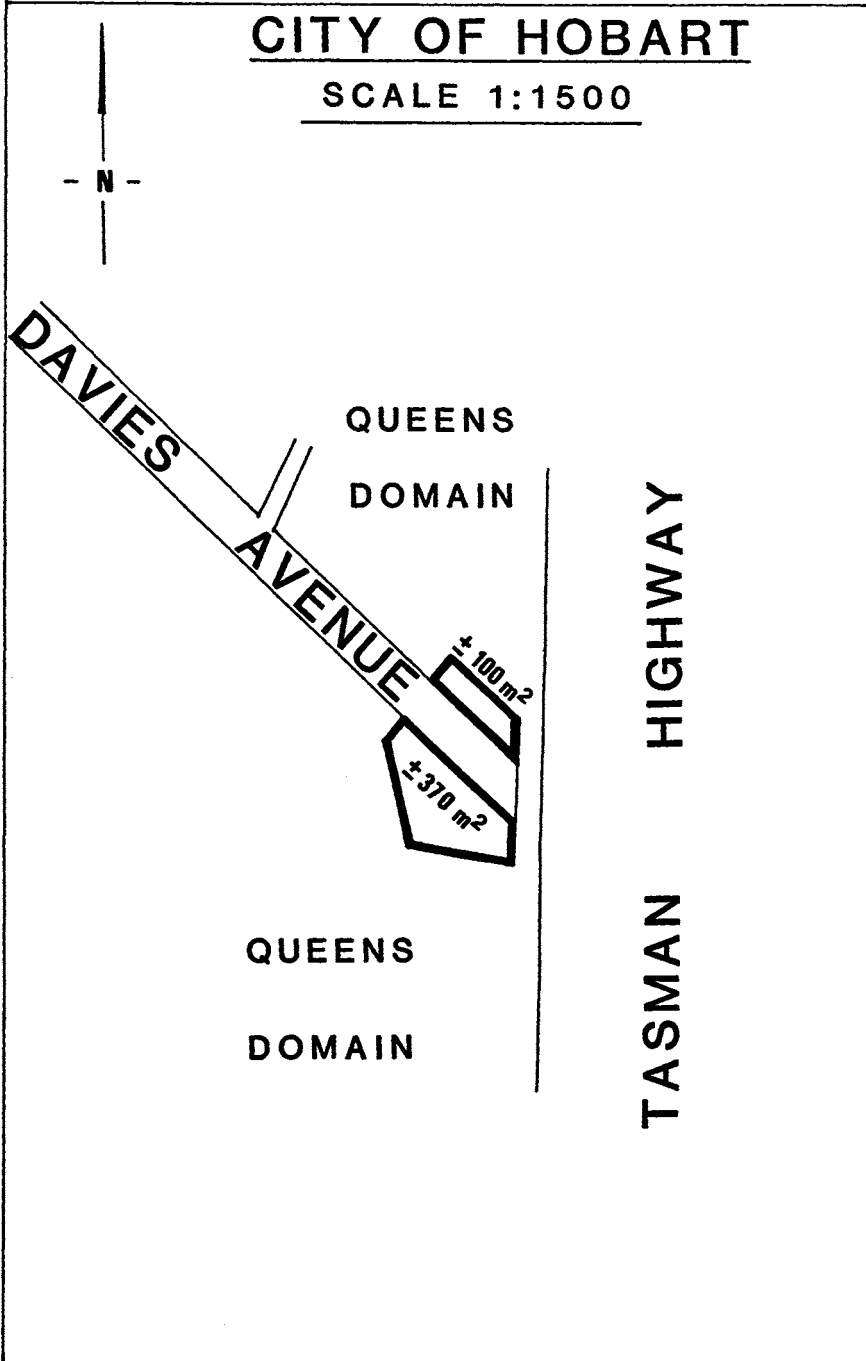 CITY OF HOBART
SCALE 1:1500
- N -
DAVIES AVENUE
QUEENS
DOMAIN
TASMAN HIGHWAY
± 100 m²
± 370 m²
QUEENS
DOMAIN